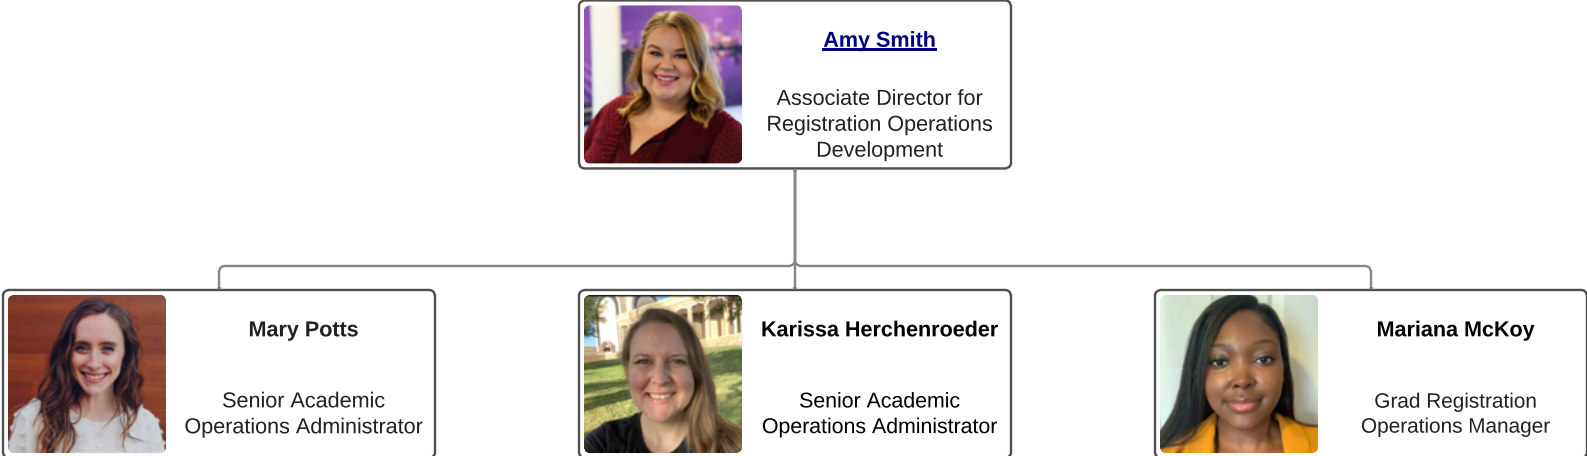 Amy Smith
Associate Director for
Registration Operations
Development
Mary Potts
Senior Academic
Operations Administrator
Karissa Herchenroeder
Senior Academic
Operations Administrator
Mariana McKoy
Grad Registration
Operations Manager